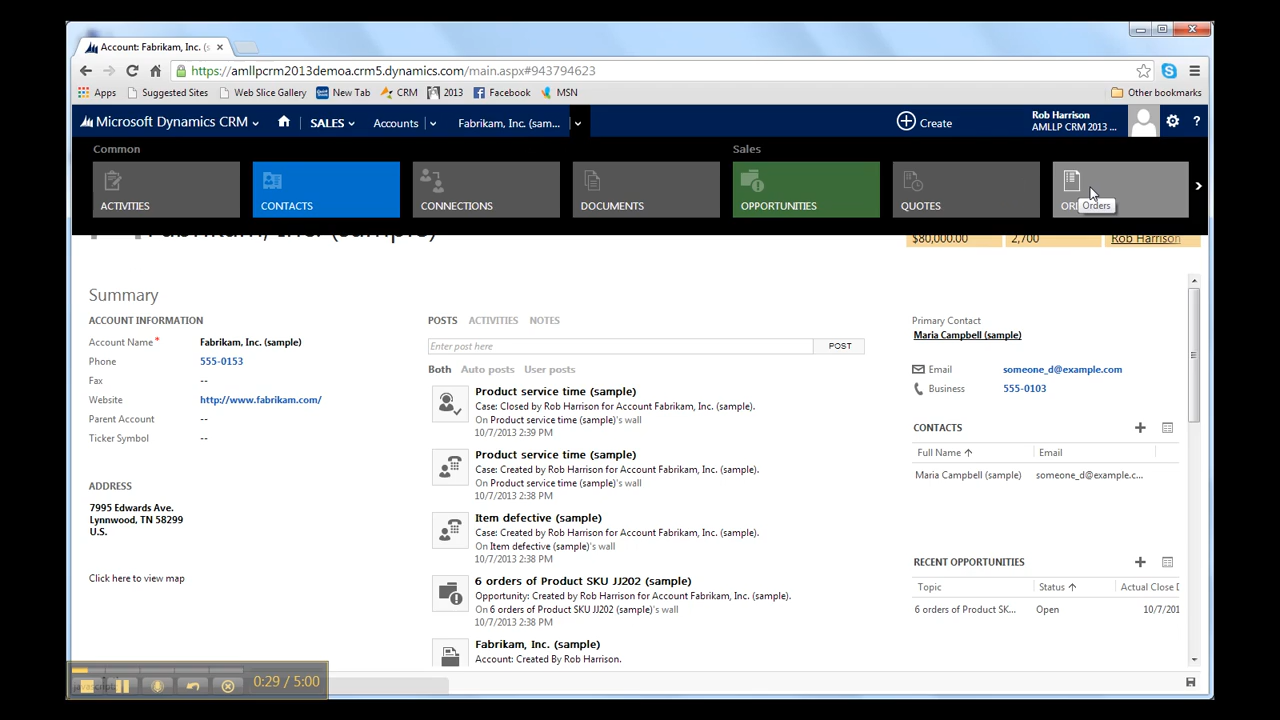 Account: Fabrikam, Inc. (s
https://amllpcrm2013demoa.crm5.dynamics.com/main.aspx#943794623
Apps Suggested Sites Web Slice Gallery New Tab CRM 2013 Facebook MSN Other bookmarks
Microsoft Dynamics CRM SALES Accounts Fabrikam, Inc. (sam... Create Rob Harrison
AMLLP CRM 2013 ... ?
Common Sales
ACTIVITIES CONTACTS CONNECTIONS DOCUMENTS OPPORTUNITIES QUOTES
Orders
Fabrikam, Inc. (sample)
$80,000.00 2,700 Rob Harrison
Summary
ACCOUNT INFORMATION
Account Name * Fabrikam, Inc. (sample)
Phone 555-0153
Fax --
Website http://www.fabrikam.com/
Parent Account --
Ticker Symbol --
ADDRESS
7995 Edwards Ave.
Lynnwood, TN 58299
U.S.
Click here to view map
POSTS ACTIVITIES NOTES
Enter post here POST
Both Auto posts User posts
Product service time (sample)
Case: Closed by Rob Harrison for Account Fabrikam, Inc. (sample).
On Product service time (sample)'s wall
10/7/2013 2:39 PM
Product service time (sample)
Case: Created by Rob Harrison for Account Fabrikam, Inc. (sample).
On Product service time (sample)'s wall
10/7/2013 2:38 PM
Item defective (sample)
Case: Created by Rob Harrison for Account Fabrikam, Inc. (sample).
On Item defective (sample)'s wall
10/7/2013 2:38 PM
6 orders of Product SKU JJ202 (sample)
Opportunity: Created by Rob Harrison for Account Fabrikam, Inc. (sample).
On 6 orders of Product SKU JJ202 (sample)'s wall
10/7/2013 2:38 PM
Fabrikam, Inc. (sample)
Account: Created By Rob Harrison.
Primary Contact
Maria Campbell (sample)
Email someone_d@example.com
Business 555-0103
CONTACTS
Full Name Email
Maria Campbell (sample) someone_d@example.c...
RECENT OPPORTUNITIES
Topic Status Actual Close D
6 orders of Product SK... Open 10/7/201
0:29 / 5:00